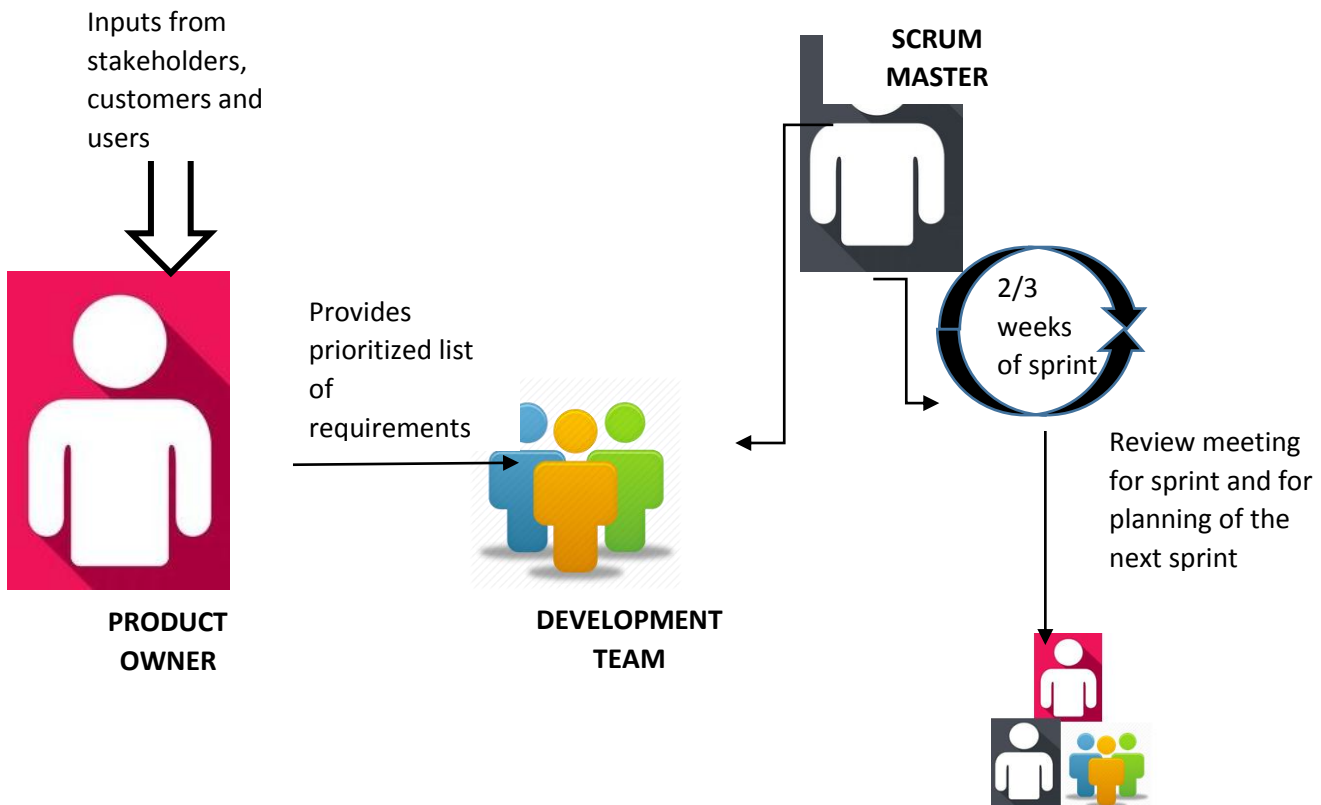 Inputs from
stakeholders,
customers and
users
SCRUM
MASTER
2/3
weeks
of sprint
Provides
prioritized list
of
requirements
Review meeting
for sprint and for
planning of the
next sprint
PRODUCT
OWNER
DEVELOPMENT
TEAM